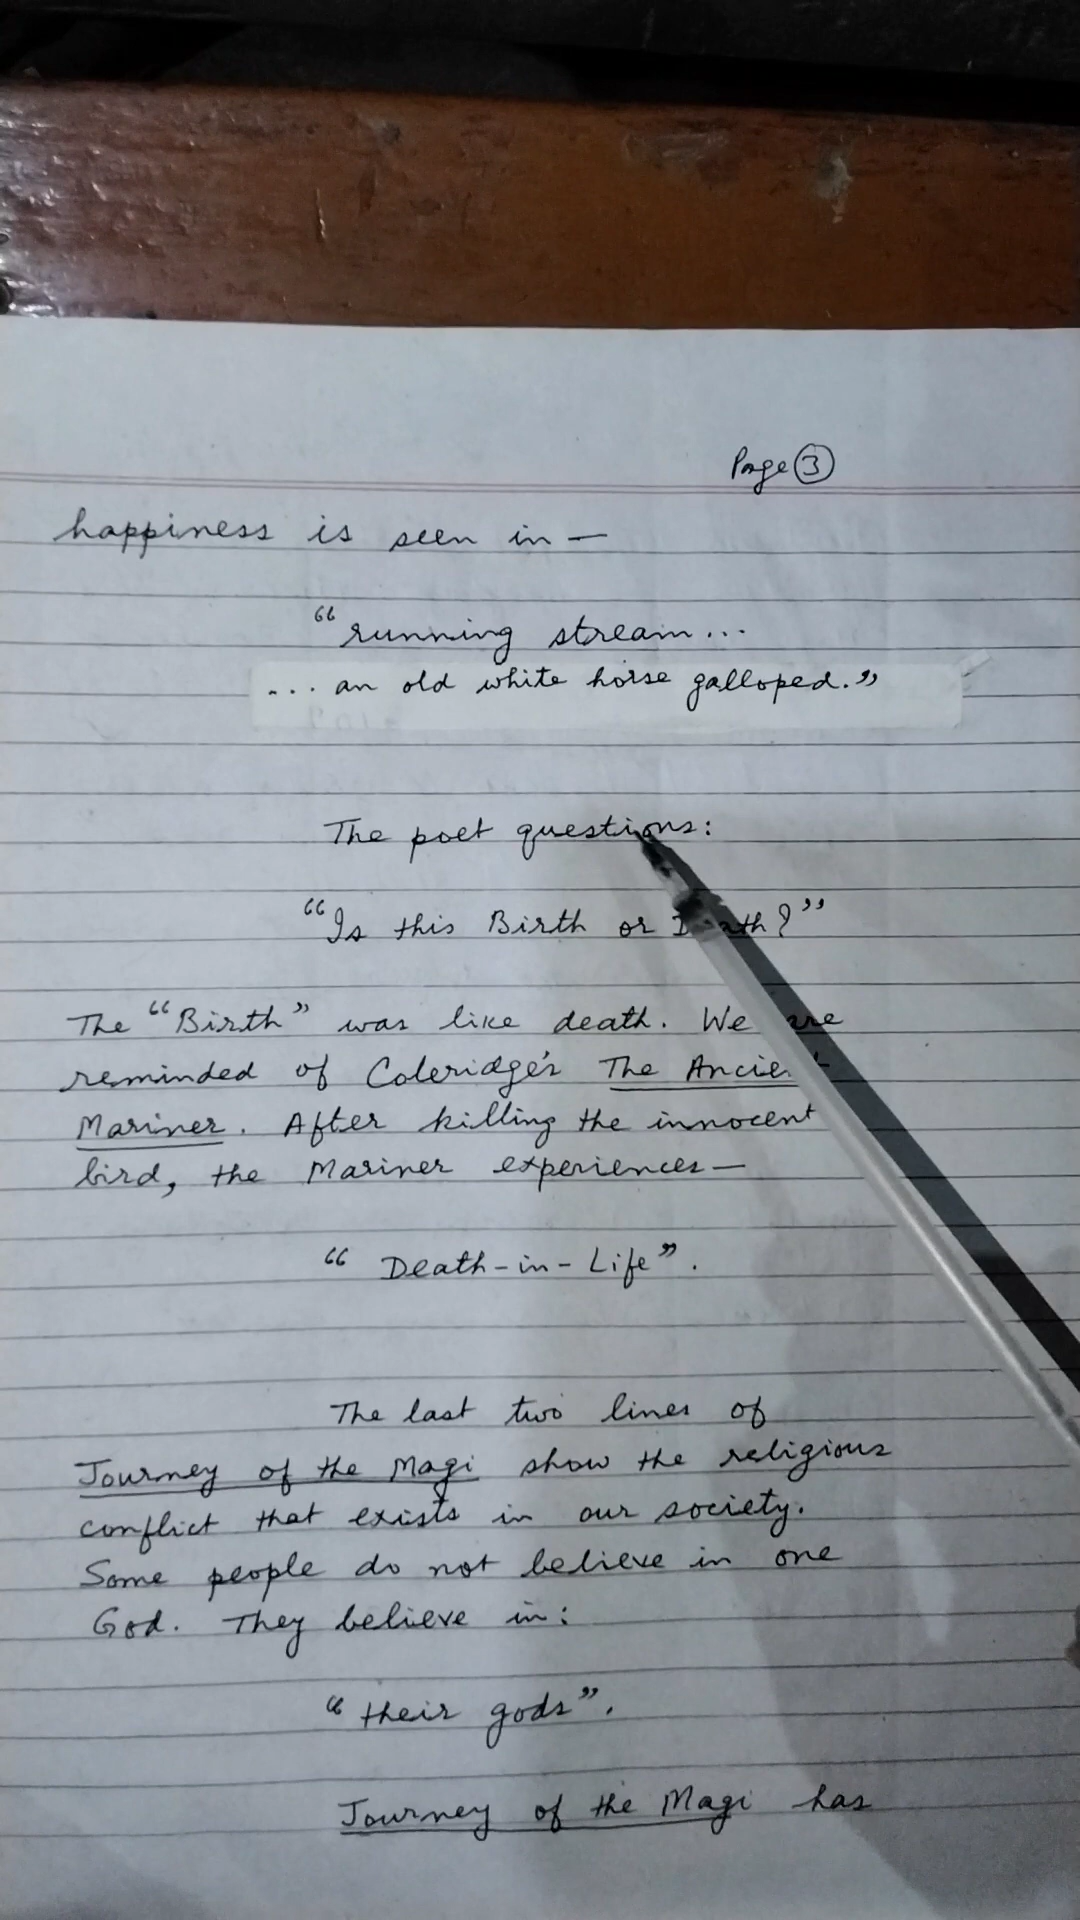 Page 3
happiness is seen in —
"running stream...
... an old white horse galloped."
The poet questions:
"Is this Birth or Death?"
The "Birth" was like death. We are
reminded of Coleridge's The Ancient
Mariner. After killing the innocent
bird, the Mariner experiences —
"Death-in-Life".
The last two lines of
Journey of the Magi show the religious
conflict that exists in our society.
Some people do not believe in one
God. They believe in:
"their gods".
Journey of the Magi has